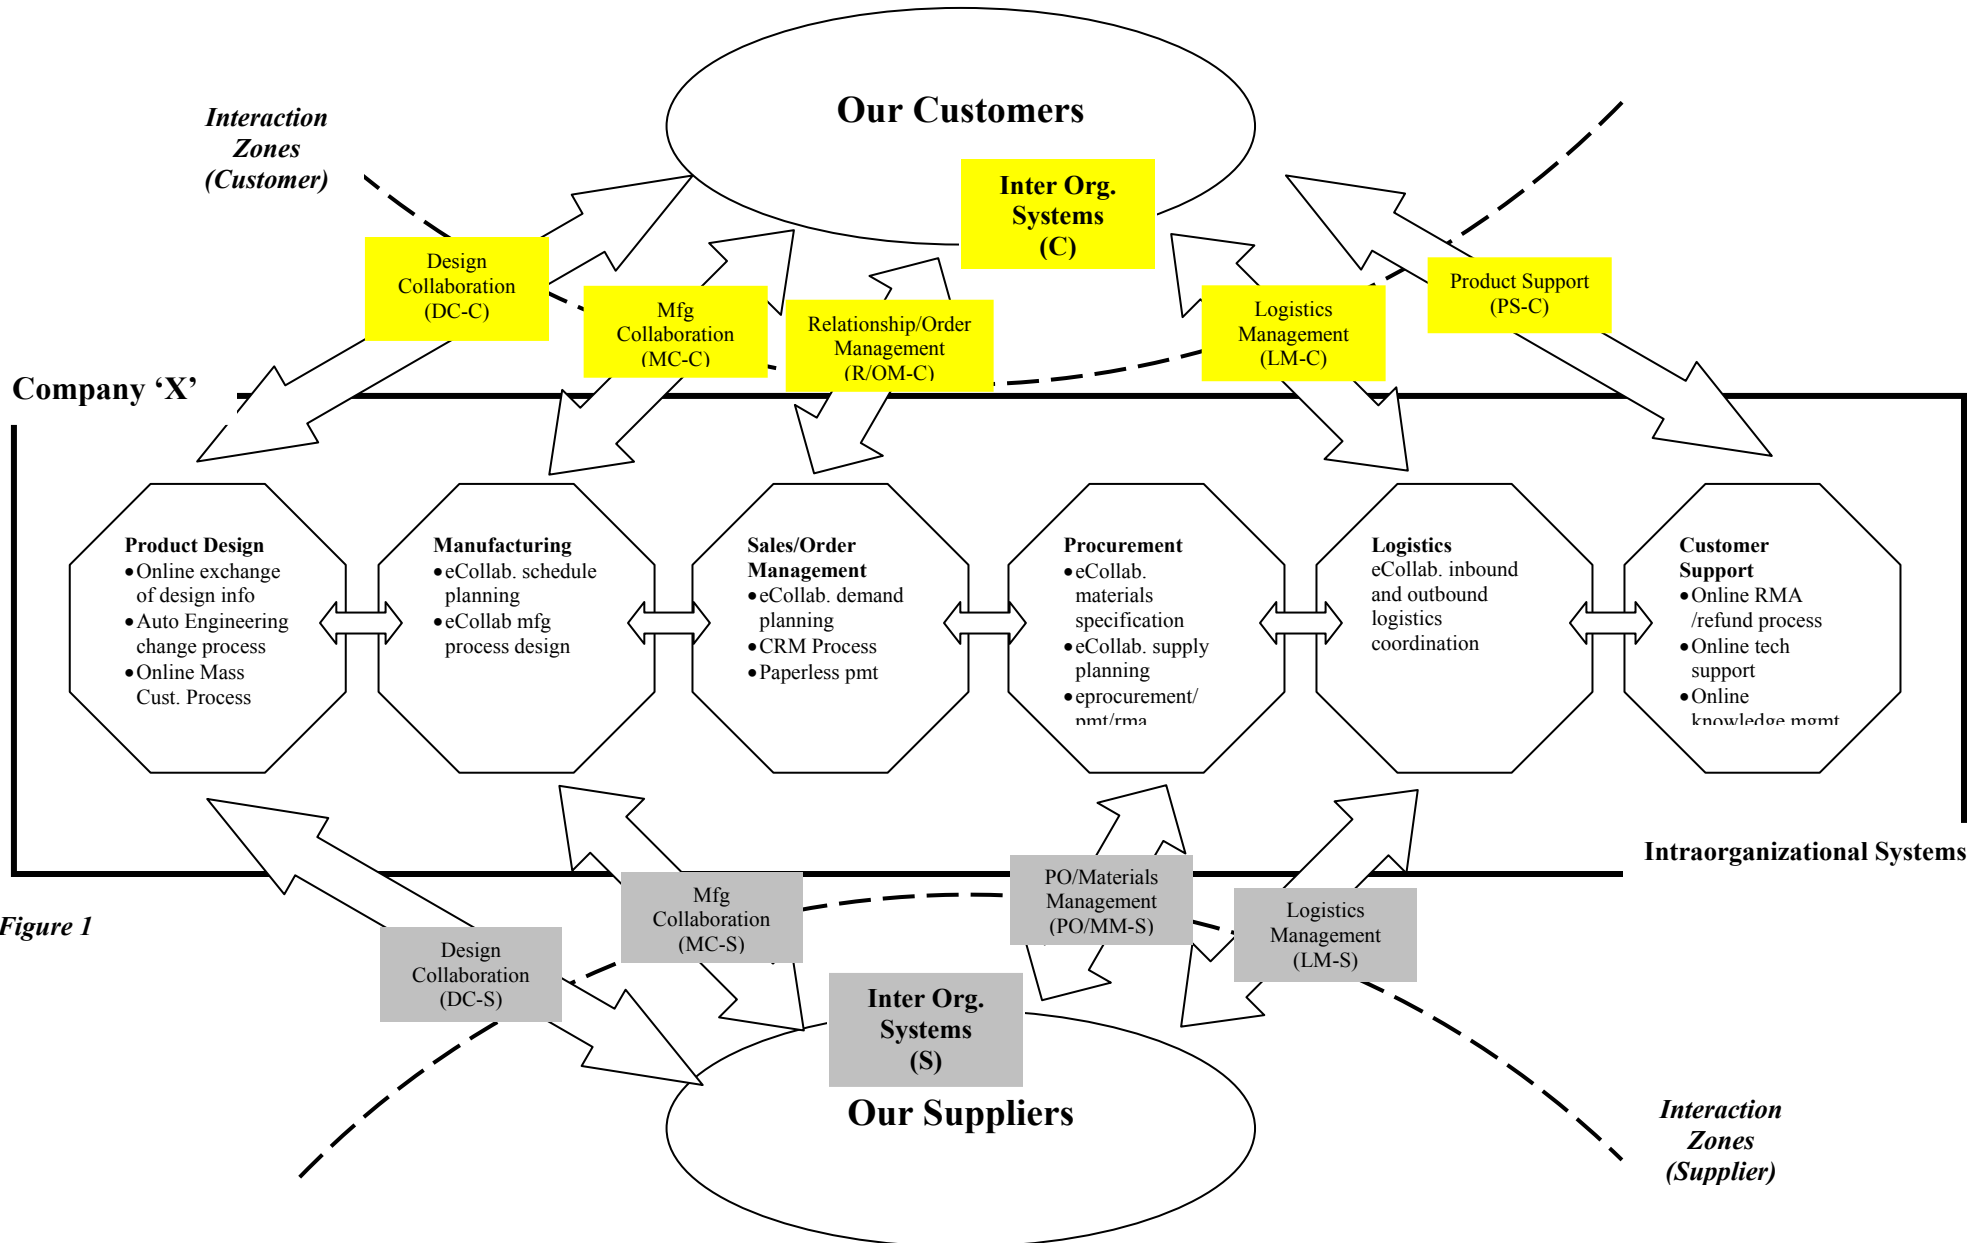 Our Customers
Interaction
Zones
(Customer)
Inter Org.
Systems
(C)
Design
Collaboration
(DC-C)
Mfg
Collaboration
(MC-C)
Relationship/Order
Management
(R/OM-C)
Logistics
Management
(LM-C)
Product Support
(PS-C)
Company ‘X’
Product Design
•Online exchange
of design info
•Auto Engineering
change process
•Online Mass
Cust. Process
Manufacturing
•eCollab. schedule
planning
•eCollab mfg
process design
Sales/Order
Management
•eCollab. demand
planning
•CRM Process
•Paperless pmt
Procurement
•eCollab.
materials
specification
•eCollab. supply
planning
•eprocurement/
pmt/rma
Logistics
eCollab. inbound
and outbound
logistics
coordination
Customer
Support
•Online RMA
/refund process
•Online tech
support
•Online
knowledge mgmt
Intraorganizational Systems
Figure 1
Design
Collaboration
(DC-S)
Mfg
Collaboration
(MC-S)
PO/Materials
Management
(PO/MM-S)
Logistics
Management
(LM-S)
Inter Org.
Systems
(S)
Our Suppliers
Interaction
Zones
(Supplier)